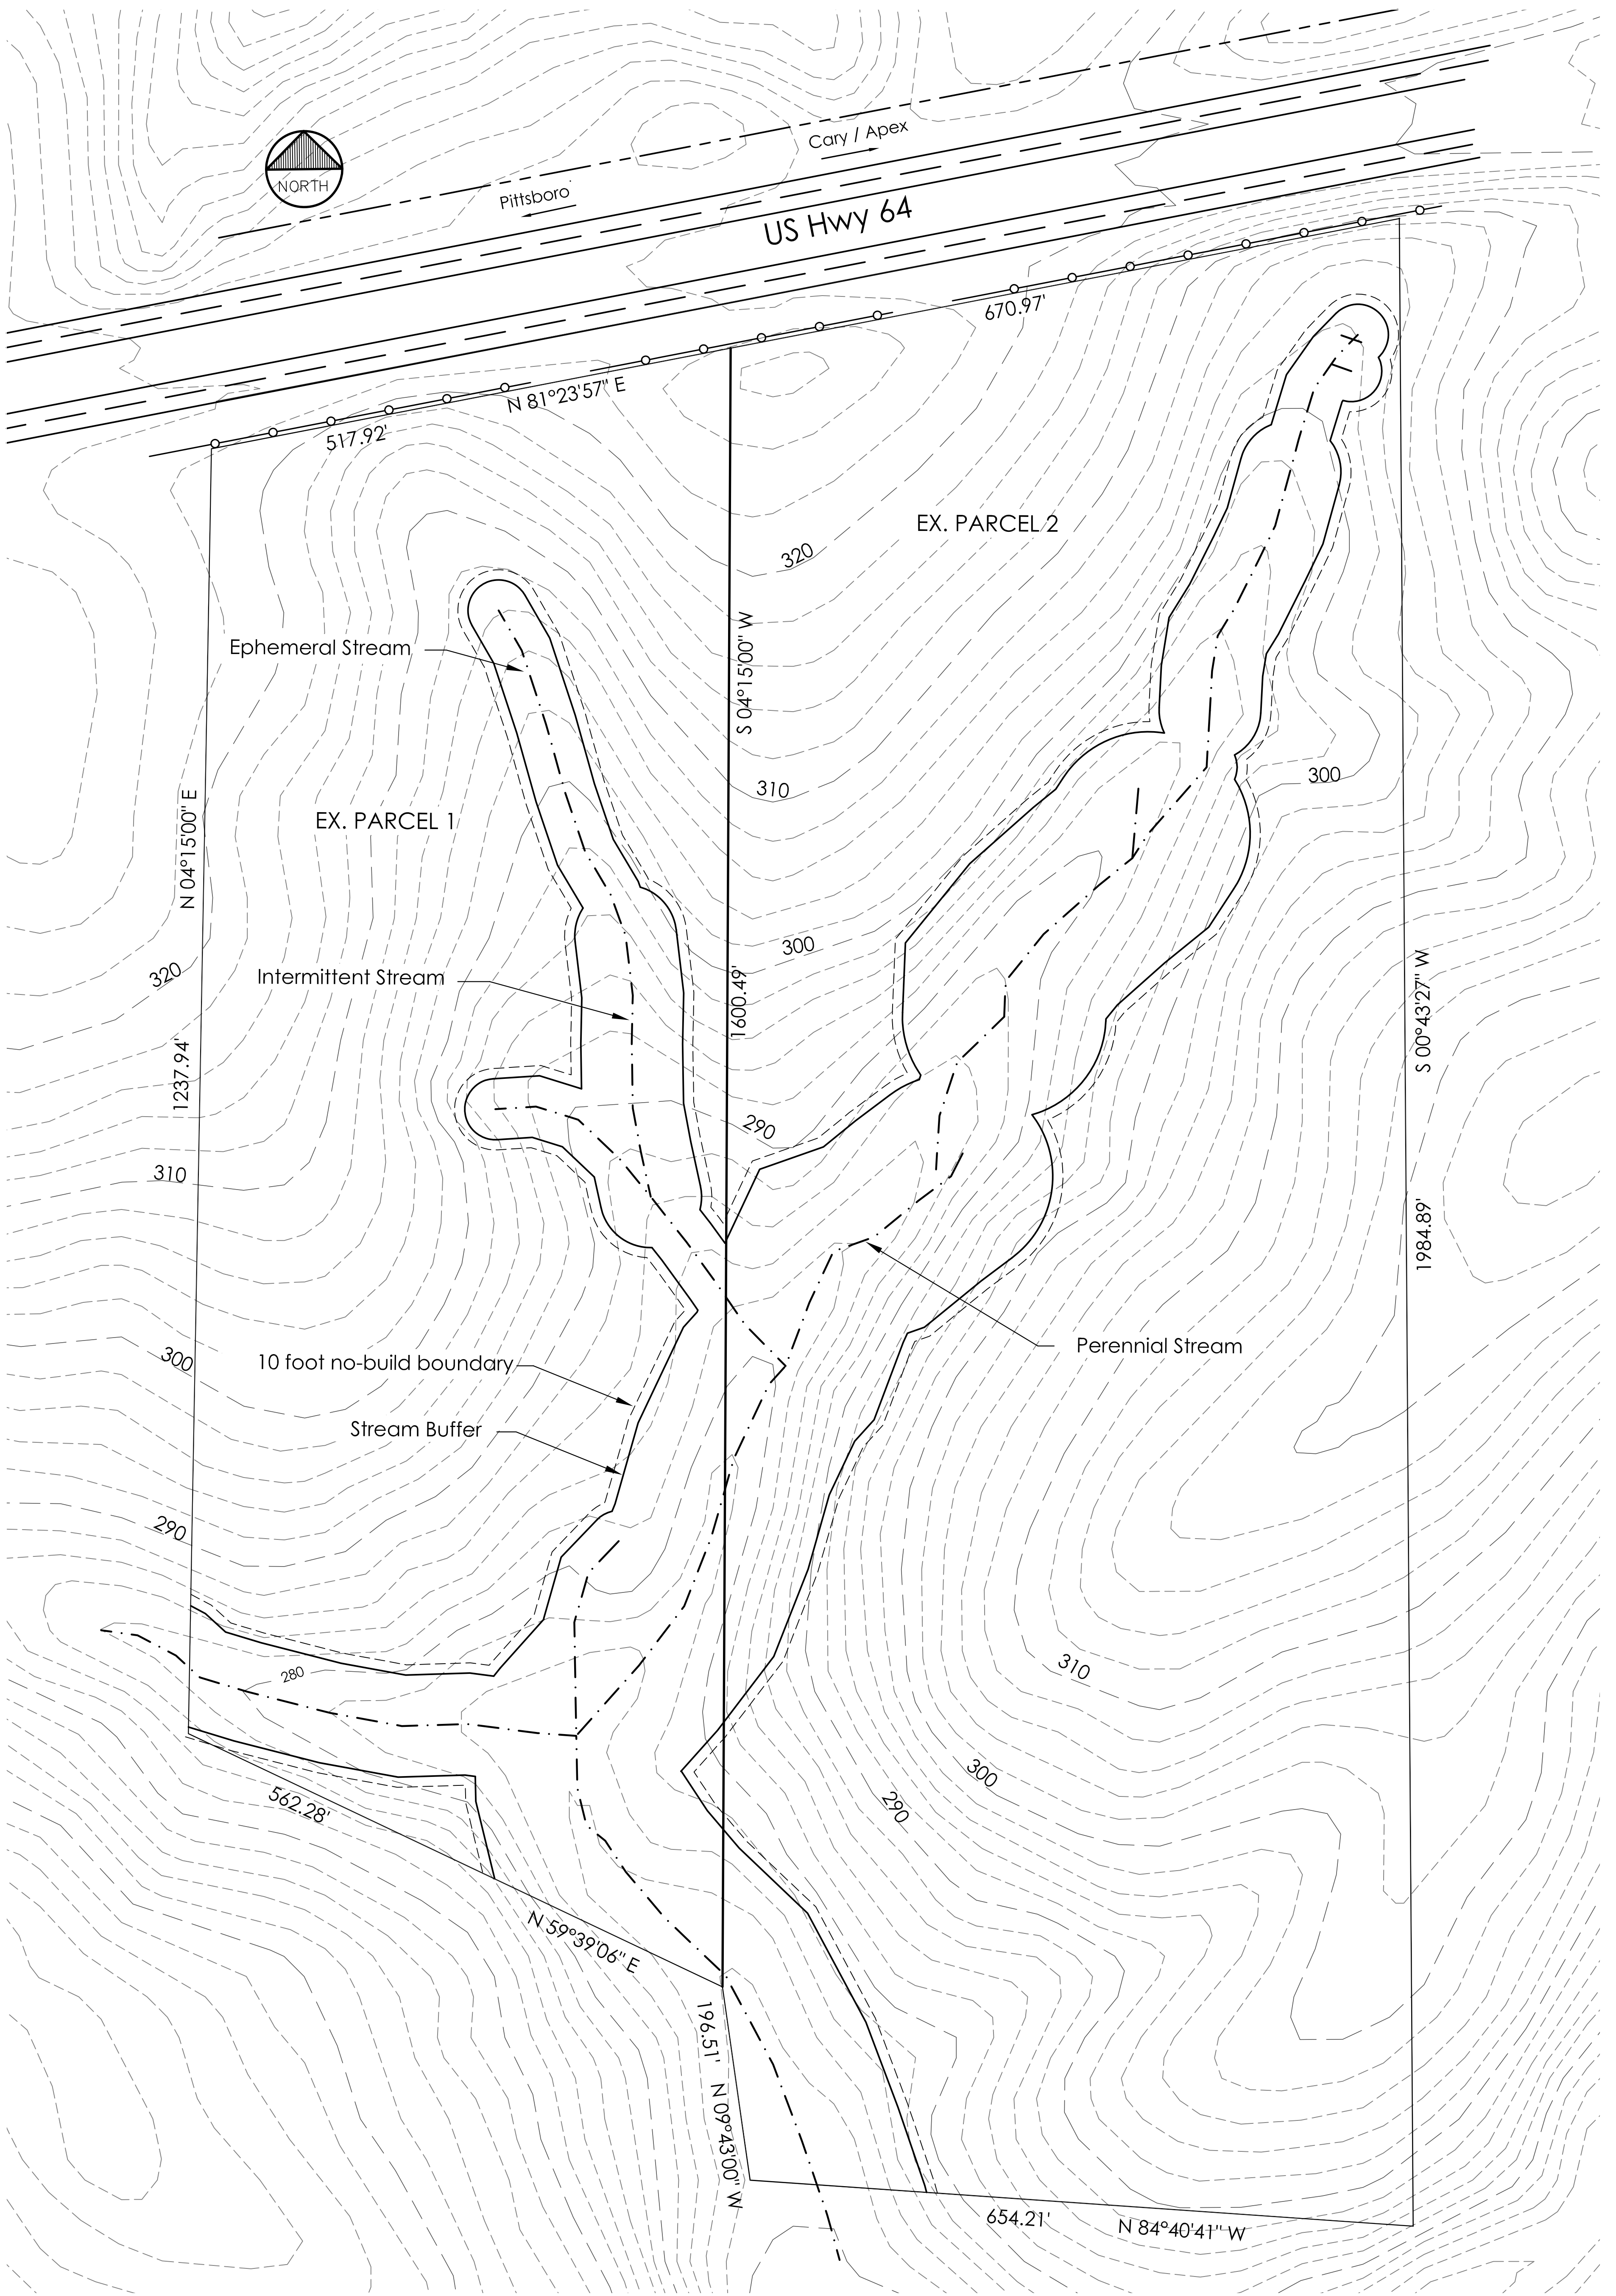 Cary / Apex
NORTH
Pittsboro
US Hwy 64
670.97'
N 81°23'57" E
517.92'
EX. PARCEL 2
320
S 04°15'00" W
Ephemeral Stream
300
310
N 04°15'00" E
EX. PARCEL 1
300
320
Intermittent Stream
1600.49'
S 00°43'27" W
1237.94'
290
310
1984.89'
Perennial Stream
300
10 foot no-build boundary
Stream Buffer
290
280
310
300
290
562.28'
N 59°39'06" E
196.51'
N 09°43'00" W
654.21'
N 84°40'41" W